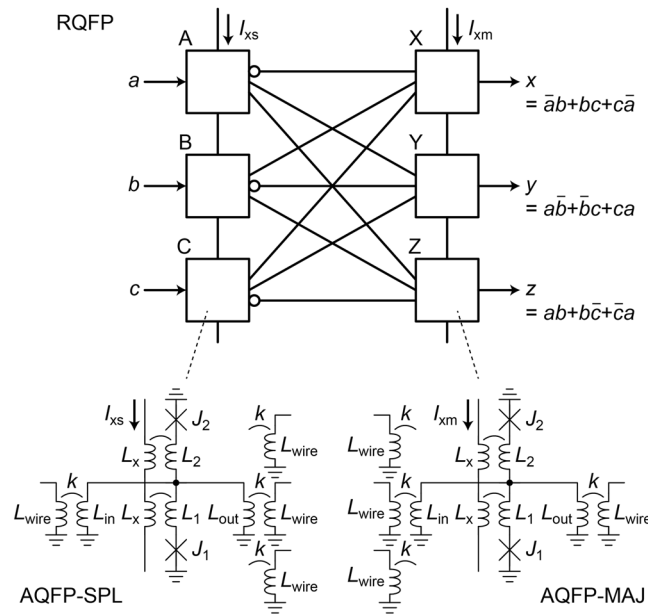 RQFP
A
I_xs
X
I_xm
a
x
= āb+bc+cā
B
Y
b
y
= ab̄+b̄c+ca
C
Z
c
z
= ab+bc̄+c̄a
I_xs
J_2
k
L_wire
k
L_wire
I_xm
J_2
L_x
L_2
L_x
L_2
k
k
k
k
L_wire
L_in
L_x
L_1
L_out
L_wire
L_wire
L_in
L_x
L_1
L_out
L_wire
J_1
k
L_wire
k
L_wire
J_1
AQFP-SPL
AQFP-MAJ